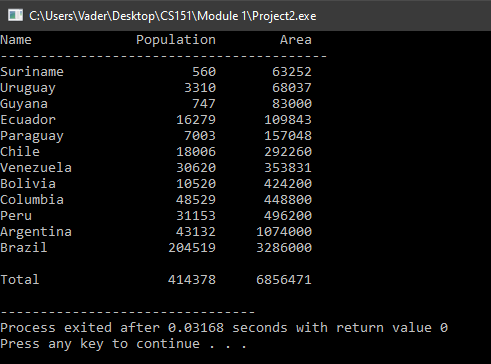 C:\Users\Vader\Desktop\CS151\Module 1\Project2.exe
Name Population Area
-----------------------------------------
Suriname 560 63252
Uruguay 3310 68037
Guyana 747 83000
Ecuador 16279 109843
Paraguay 7003 157048
Chile 18006 292260
Venezuela 30620 353831
Bolivia 10520 424200
Columbia 48529 448800
Peru 31153 496200
Argentina 43132 1074000
Brazil 204519 3286000
Total 414378 6856471
--------------------------------
Process exited after 0.03168 seconds with return value 0
Press any key to continue . . .